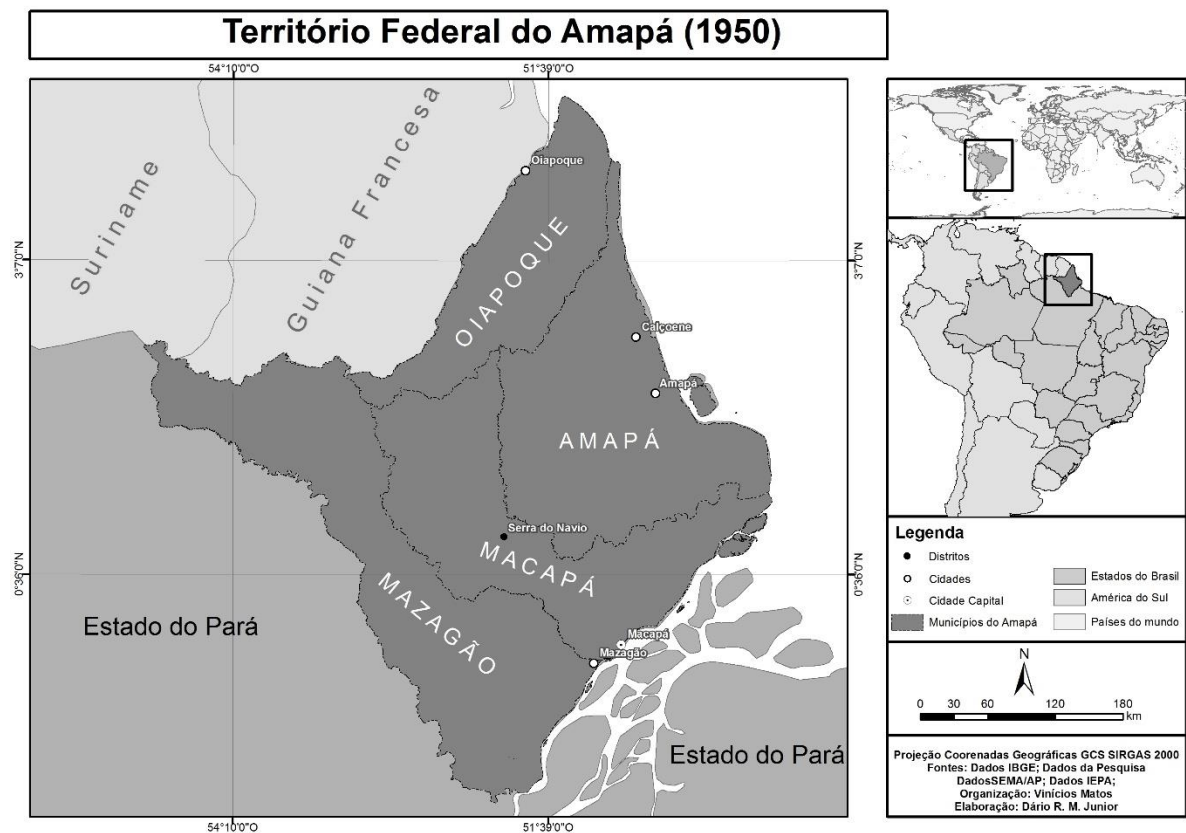 Território Federal do Amapá (1950)
54°10'0"O
51°39'0"O
Suriname
Guiana Francesa
Oiapoque
OIAPOQUE
3°7'0"N
3°7'0"N
Calçoene
Amapá
AMAPÁ
Serra do Navio
MACAPÁ
0°36'0"N
0°36'0"N
MAZAGÃO
Estado do Pará
Macapá
Mazagão
Estado do Pará
54°10'0"O
51°39'0"O
Legenda
Distritos
Cidades
Cidade Capital
Municípios do Amapá
Estados do Brasil
América do Sul
Países do mundo
N
0 30 60 120 180
km
Projeção Coorenadas Geográficas GCS SIRGAS 2000
Fontes: Dados IBGE; Dados da Pesquisa
DadosSEMA/AP; Dados IEPA;
Organização: Vinícios Matos
Elaboração: Dário R. M. Junior